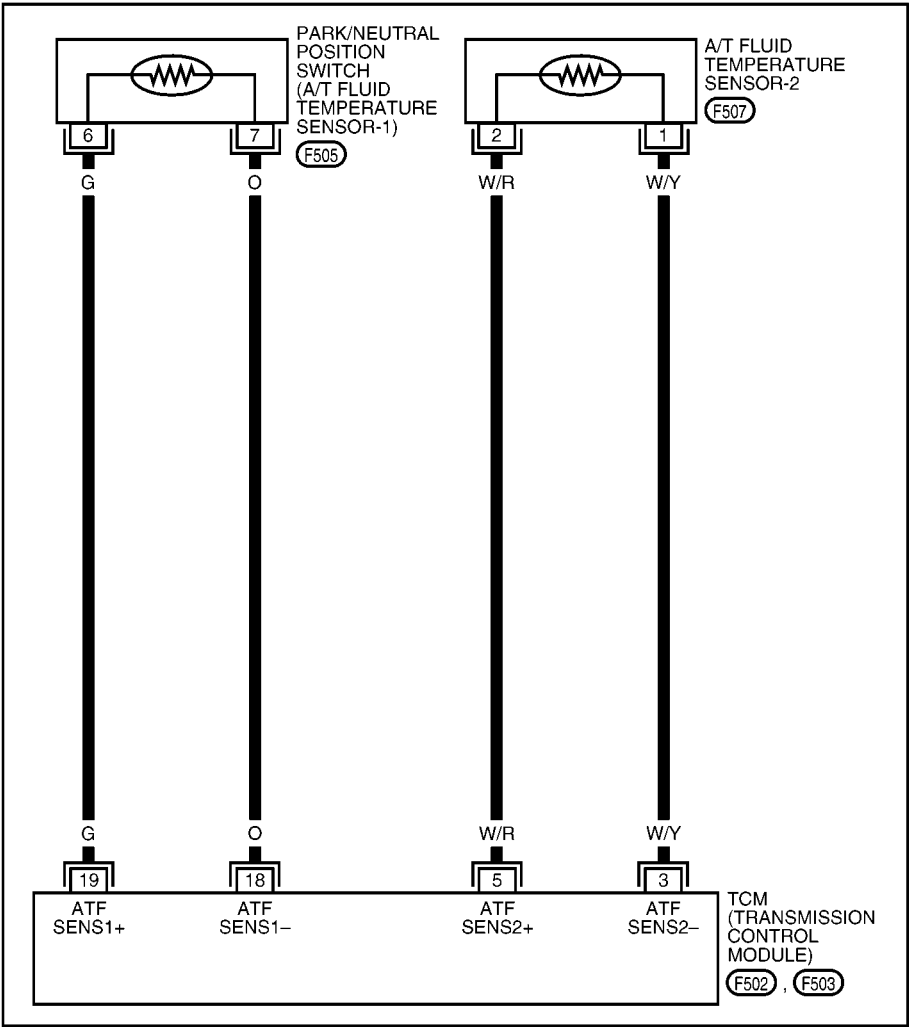 PARK/NEUTRAL
POSITION
SWITCH
(A/T FLUID
TEMPERATURE
SENSOR-1)
F505
A/T FLUID
TEMPERATURE
SENSOR-2
F507
6
7
2
1
G
O
W/R
W/Y
G
O
W/R
W/Y
19
18
5
3
ATF
SENS1+
ATF
SENS1–
ATF
SENS2+
ATF
SENS2–
TCM
(TRANSMISSION
CONTROL
MODULE)
F502 , F503